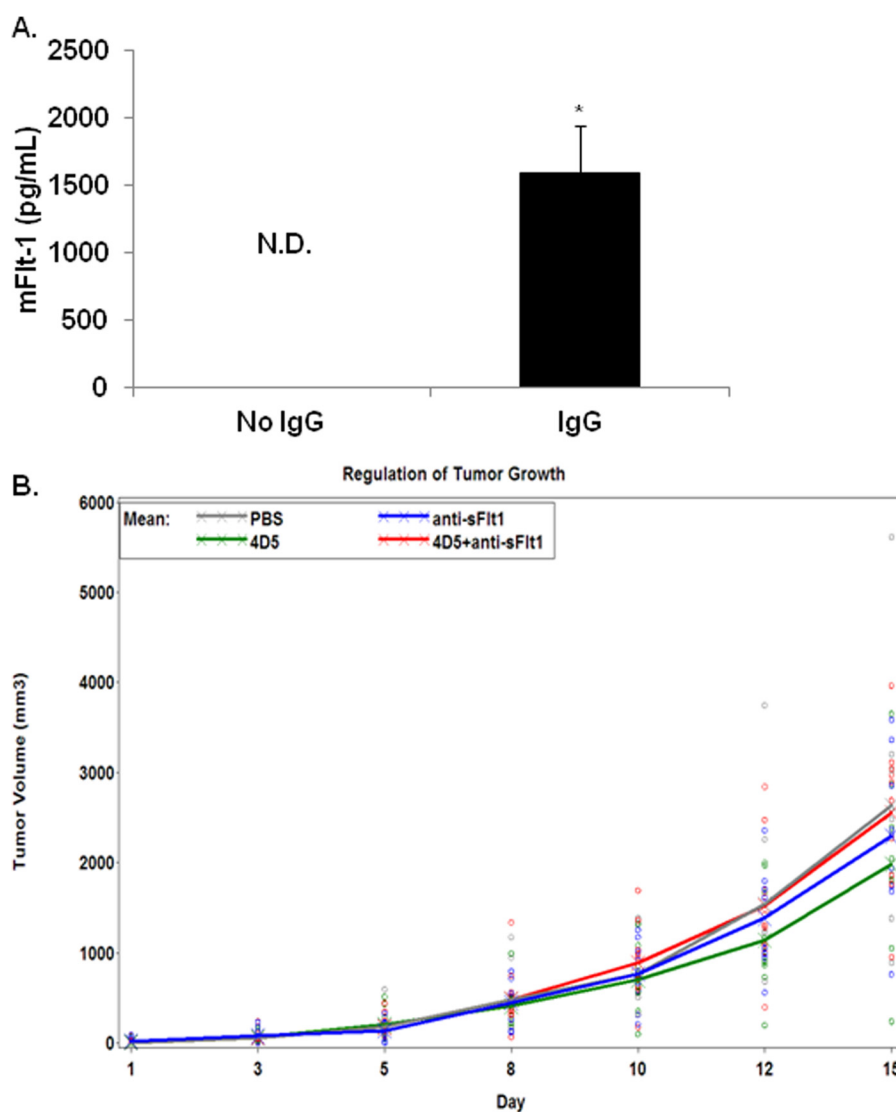 A.
2500
2000
1500
1000
500
0
mFlt-1 (pg/mL)
N.D.
*
No IgG
IgG
B.
Regulation of Tumor Growth
Mean: PBS anti-sFlt1
4D5 4D5+anti-sFlt1
6000
5000
4000
3000
2000
1000
0
Tumor Volume (mm3)
1 3 5 8 10 12 15
Day